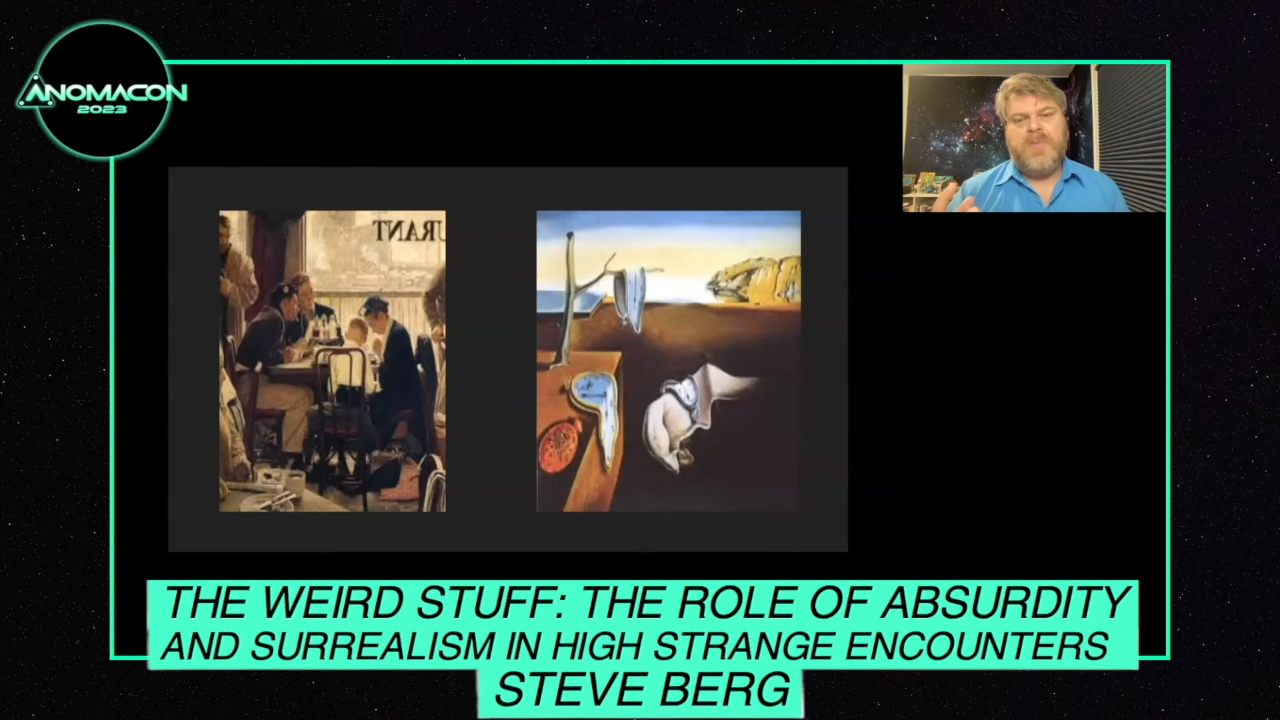 ANOMACON
2023
URANT
THE WEIRD STUFF: THE ROLE OF ABSURDITY
AND SURREALISM IN HIGH STRANGE ENCOUNTERS
STEVE BERG